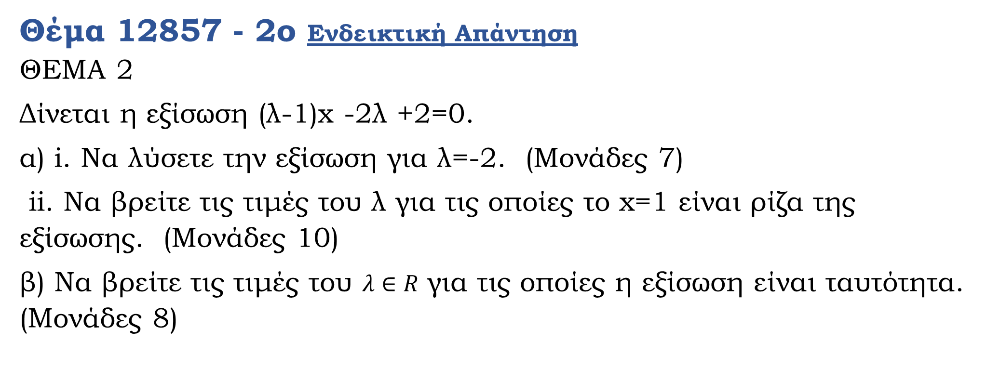 Θέμα 12857 - 2ο Ενδεικτική Απάντηση
ΘΕΜΑ 2
Δίνεται η εξίσωση (λ-1)x -2λ +2=0.
α) i. Να λύσετε την εξίσωση για λ=-2. (Μονάδες 7)
ii. Να βρείτε τις τιμές του λ για τις οποίες το x=1 είναι ρίζα της
εξίσωσης. (Μονάδες 10)
β) Να βρείτε τις τιμές του λ ∈ R για τις οποίες η εξίσωση είναι ταυτότητα.
(Μονάδες 8)